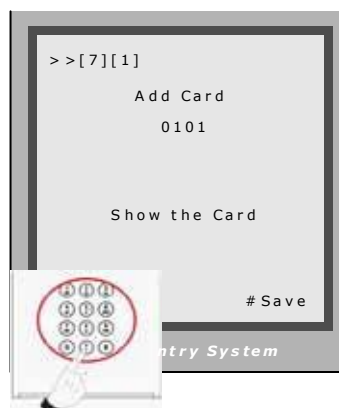 >>[7][1]
Add Card
0101
Show the Card
#Save
ntry System